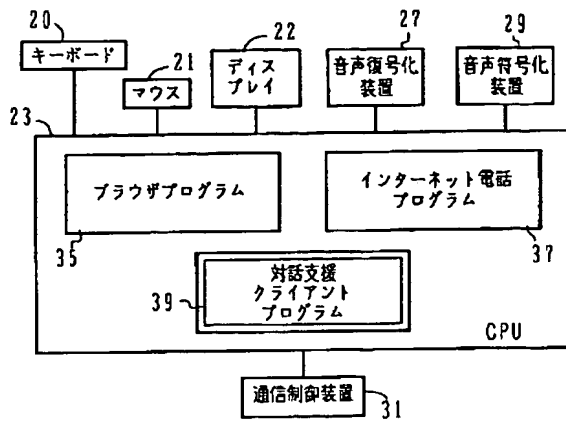 20
キーボード
21
マウス
22
ディス
プレイ
27
音声復号化
装置
29
音声符号化
装置
23
ブラウザプログラム
35
インターネット電話
プログラム
37
対話支援
クライアント
プログラム
39
CPU
通信制御装置
31